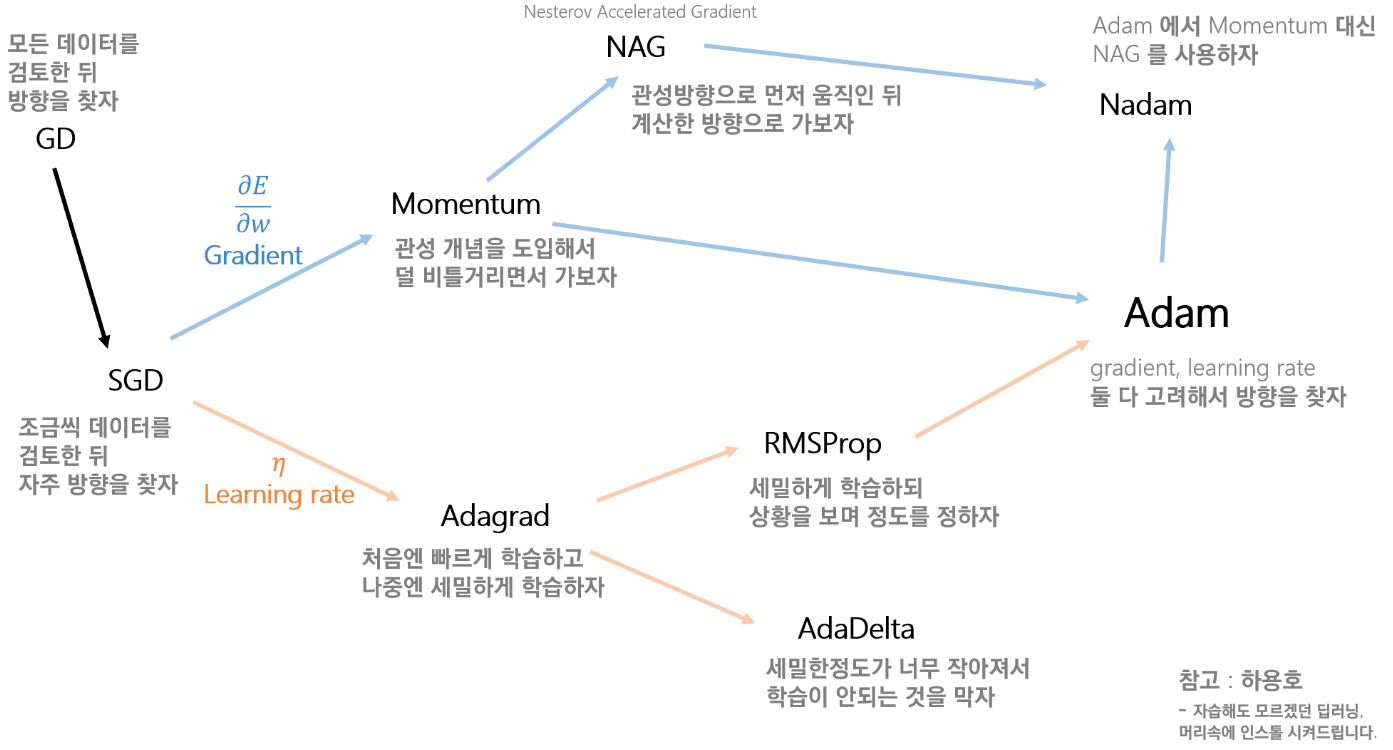 모든 데이터를
검토한 뒤
방향을 찾자
GD
SGD
조금씩 데이터를
검토한 뒤
자주 방향을 찾자
∂E
∂w
Gradient
η
Learning rate
Momentum
관성 개념을 도입해서
덜 비틀거리면서 가보자
Nesterov Accelerated Gradient
NAG
관성방향으로 먼저 움직인 뒤
계산한 방향으로 가보자
Adagrad
처음엔 빠르게 학습하고
나중엔 세밀하게 학습하자
RMSProp
세밀하게 학습하되
상황을 보며 정도를 정하자
AdaDelta
세밀한정도가 너무 작아져서
학습이 안되는 것을 막자
Adam 에서 Momentum 대신
NAG 를 사용하자
Nadam
Adam
gradient, learning rate
둘 다 고려해서 방향을 찾자
참고 : 하용호
- 자습해도 모르겠던 딥러닝,
머리속에 인스톨 시켜드립니다.